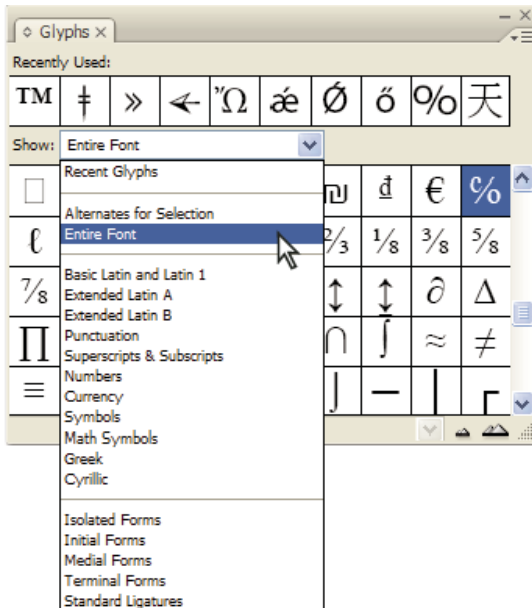 Glyphs ×
Recently Used:
TM ǂ » Ὤ ǽ Ǿ ő % 天
Show: Entire Font
Recent Glyphs
Alternates for Selection
Entire Font
Basic Latin and Latin 1
Extended Latin A
Extended Latin B
Punctuation
Superscripts & Subscripts
Numbers
Currency
Symbols
Math Symbols
Greek
Cyrillic
Isolated Forms
Initial Forms
Medial Forms
Terminal Forms
Standard Ligatures
₪ ₫ € ℅
ℓ ⅔ ⅛ ⅜ ⅝
⅞ ↕ ↨ ∂ ∆
∏ ∩ ∫ ≈ ≠
≡ ⌡ ─ │ ┌